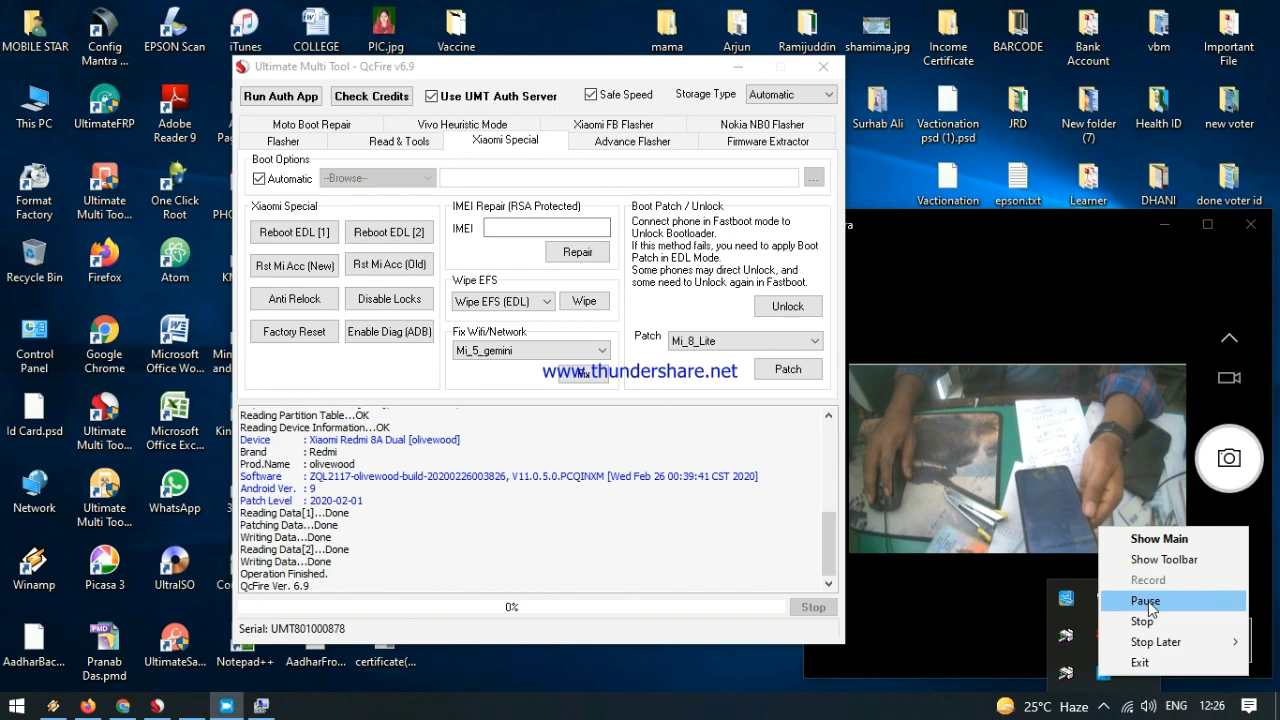 MOBILE STAR
Config
Mantra ...
EPSON Scan
iTunes
COLLEGE
PIC.jpg
Vaccine
mama
Arjun
Ramijuddin
shamima.jpg
Income
Certificate
BARCODE
Bank
Account
vbm
Important
File
This PC
UltimateFRP
Adobe
Reader 9
Surhab Ali
Vactionation
psd (1).psd
JRD
New folder
(7)
Health ID
new voter
Format
Factory
Ultimate
Multi Too...
One Click
Root
Vactionation
epson.txt
Learner
DHANI
done voter id
Recycle Bin
Firefox
Atom
Control
Panel
Google
Chrome
Microsoft
Office Wo...
Id Card.psd
Ultimate
Multi Too...
Microsoft
Office Exc...
Network
Ultimate
Multi Too...
WhatsApp
Winamp
Picasa 3
UltraISO
AadharBac...
Pranab
Das.pmd
UltimateSa...
Notepad++
AadharFro...
certificate(...
Ultimate Multi Tool - QcFire v6.9
Run Auth App
Check Credits
Use UMT Auth Server
Safe Speed
Storage Type
Automatic
Moto Boot Repair
Vivo Heuristic Mode
Xiaomi FB Flasher
Nokia NB0 Flasher
Flasher
Read & Tools
Xiaomi Special
Advance Flasher
Firmware Extractor
Boot Options
Automatic
--Browse--
...
Xiaomi Special
Reboot EDL [1]
Reboot EDL [2]
Rst Mi Acc (New)
Rst Mi Acc (Old)
Anti Relock
Disable Locks
Factory Reset
Enable Diag (ADB)
IMEI Repair (RSA Protected)
IMEI
Repair
Wipe EFS
Wipe EFS (EDL)
Wipe
Fix Wifi/Network
Mi_5_gemini
Boot Patch / Unlock
Connect phone in Fastboot mode to
Unlock Bootloader.
If this method fails, you need to apply Boot
Patch in EDL Mode.
Some phones may direct Unlock, and
some need to Unlock again in Fastboot.
Unlock
Patch
Mi_8_Lite
Patch
www.thundershare.net
Reading Partition Table...OK
Reading Device Information...OK
Device : Xiaomi Redmi 8A Dual [olivewood]
Brand : Redmi
Prod.Name : olivewood
Software : ZQL2117-olivewood-build-20200226003826, V11.0.5.0.PCQINXM [Wed Feb 26 00:39:41 CST 2020]
Android Ver. : 9
Patch Level : 2020-02-01
Reading Data[1]...Done
Patching Data...Done
Writing Data...Done
Reading Data[2]...Done
Writing Data...Done
Operation Finished.
QcFire Ver. 6.9
0%
Stop
Serial: UMT801000878
Show Main
Show Toolbar
Record
Pause
Stop
Stop Later
Exit
25°C Haze
ENG
12:26